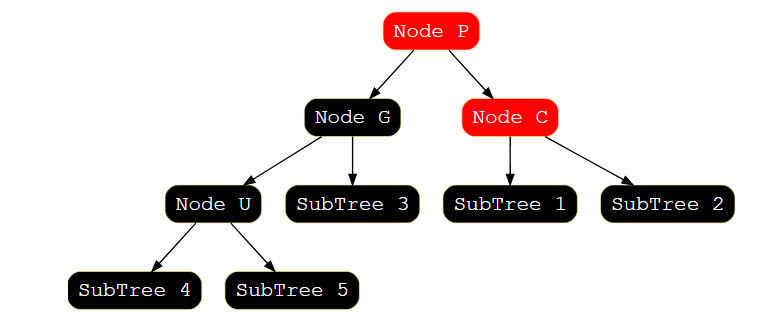 Node P
Node G
Node C
Node U
SubTree 3
SubTree 1
SubTree 2
SubTree 4
SubTree 5